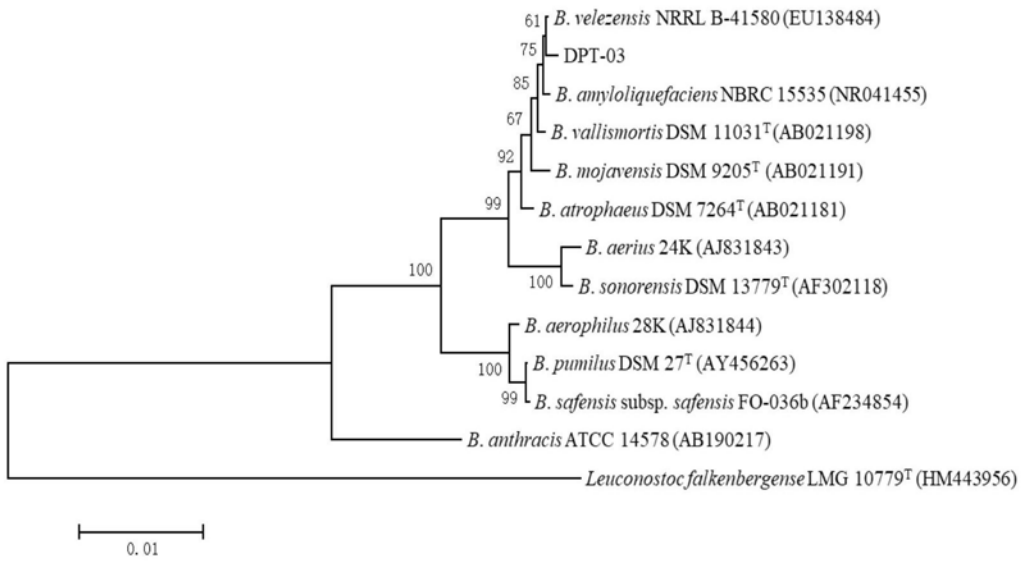 61
B. velezensis NRRL B-41580 (EU138484)
75
DPT-03
85
B. amyloliquefaciens NBRC 15535 (NR041455)
67
B. vallismortis DSM 11031ᵀ (AB021198)
92
B. mojavensis DSM 9205ᵀ (AB021191)
99
B. atrophaeus DSM 7264ᵀ (AB021181)
B. aerius 24K (AJ831843)
100
100
B. sonorensis DSM 13779ᵀ (AF302118)
B. aerophilus 28K (AJ831844)
100
B. pumilus DSM 27ᵀ (AY456263)
99
B. safensis subsp. safensis FO-036b (AF234854)
B. anthracis ATCC 14578 (AB190217)
Leuconostoc falkenbergense LMG 10779ᵀ (HM443956)
0.01